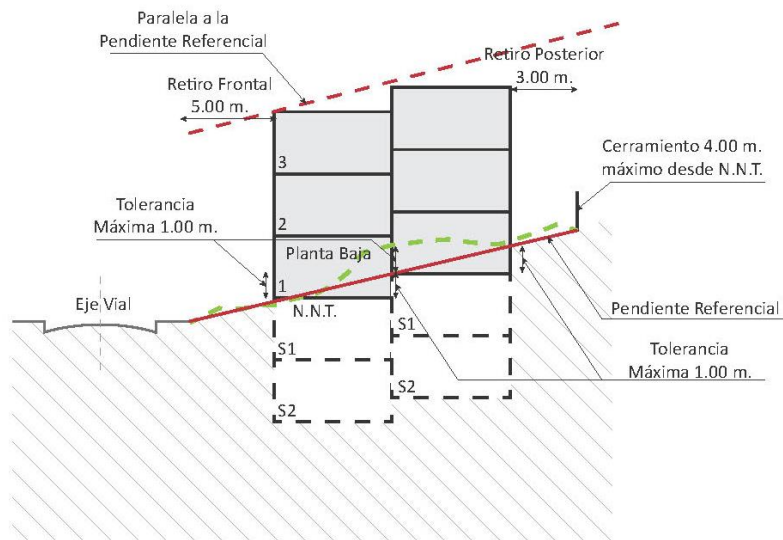 Paralela a la
Pendiente Referencial
Retiro Posterior
3.00 m.
Retiro Frontal
5.00 m.
Cerramiento 4.00 m.
máximo desde N.N.T.
3
Tolerancia
Máxima 1.00 m.
2
Planta Baja
1
Eje Vial
N.N.T.
Pendiente Referencial
S1
S1
Tolerancia
Máxima 1.00 m.
S2
S2